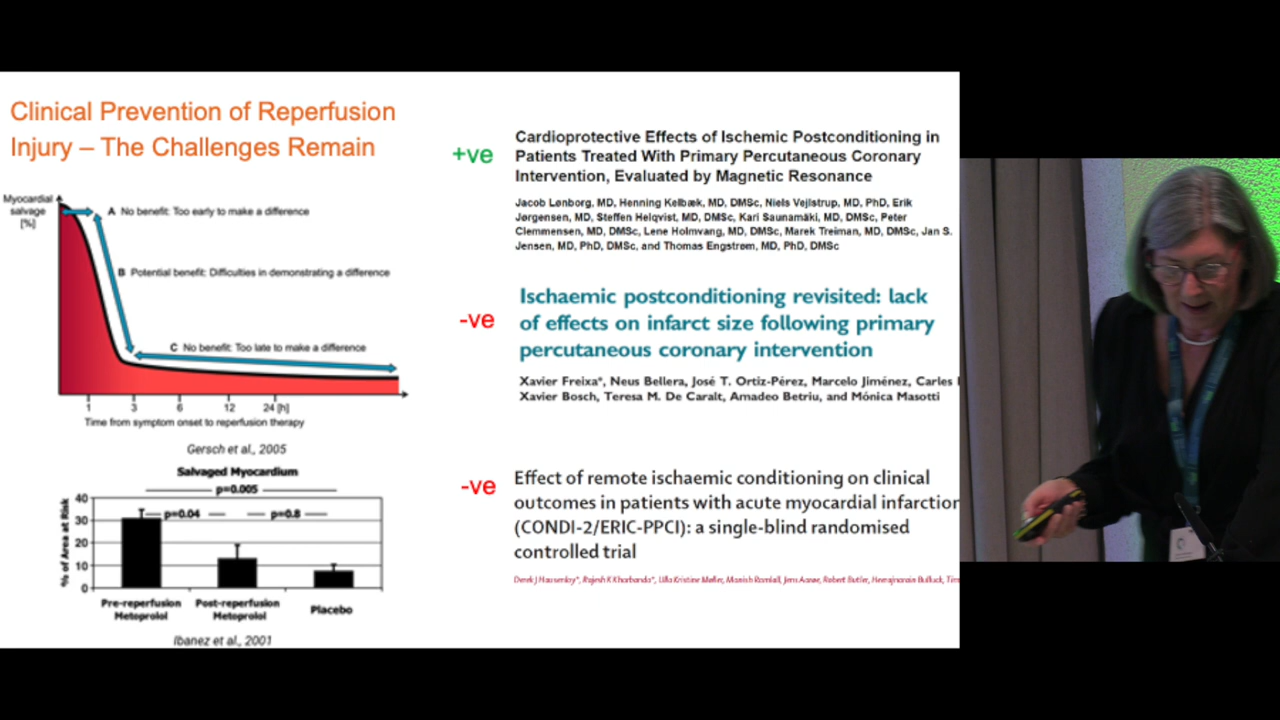 Clinical Prevention of Reperfusion
Injury – The Challenges Remain
Myocardial
salvage
[%]
A No benefit: Too early to make a difference
B Potential benefit: Difficulties in demonstrating a difference
C No benefit: Too late to make a difference
1 3 6 12 24 [h]
Time from symptom onset to reperfusion therapy
Gersch et al., 2005
Salvaged Myocardium
p=0.005
p=0.04 p=0.8
% of Area at Risk
40
30
20
10
0
Pre-reperfusion
Metoprolol
Post-reperfusion
Metoprolol
Placebo
Ibanez et al., 2001
+ve
Cardioprotective Effects of Ischemic Postconditioning in
Patients Treated With Primary Percutaneous Coronary
Intervention, Evaluated by Magnetic Resonance
Jacob Lønborg, MD, Henning Kelbæk, MD, DMSc, Niels Vejlstrup, MD, PhD, Erik
Jørgensen, MD, Steffen Helqvist, MD, DMSc, Kari Saunamäki, MD, DMSc, Peter
Clemmensen, MD, DMSc, Lene Holmvang, MD, DMSc, Marek Treiman, MD, DMSc, Jan S.
Jensen, MD, PhD, DMSc, and Thomas Engstrøm, MD, PhD, DMSc
-ve
Ischaemic postconditioning revisited: lack
of effects on infarct size following primary
percutaneous coronary intervention
Xavier Freixa*, Neus Bellera, José T. Ortiz-Pérez, Marcelo Jiménez, Carles
Xavier Bosch, Teresa M. De Caralt, Amadeo Betriu, and Mónica Masotti
-ve
Effect of remote ischaemic conditioning on clinical
outcomes in patients with acute myocardial infarction
(CONDI-2/ERIC-PPCI): a single-blind randomised
controlled trial
Derek J Hausenloy*, Rajesh K Kharbanda*, Ulla Kristine Møller, Manish Ramlall, Jens Aarøe, Robert Butler, Heerajnarain Bulluck,